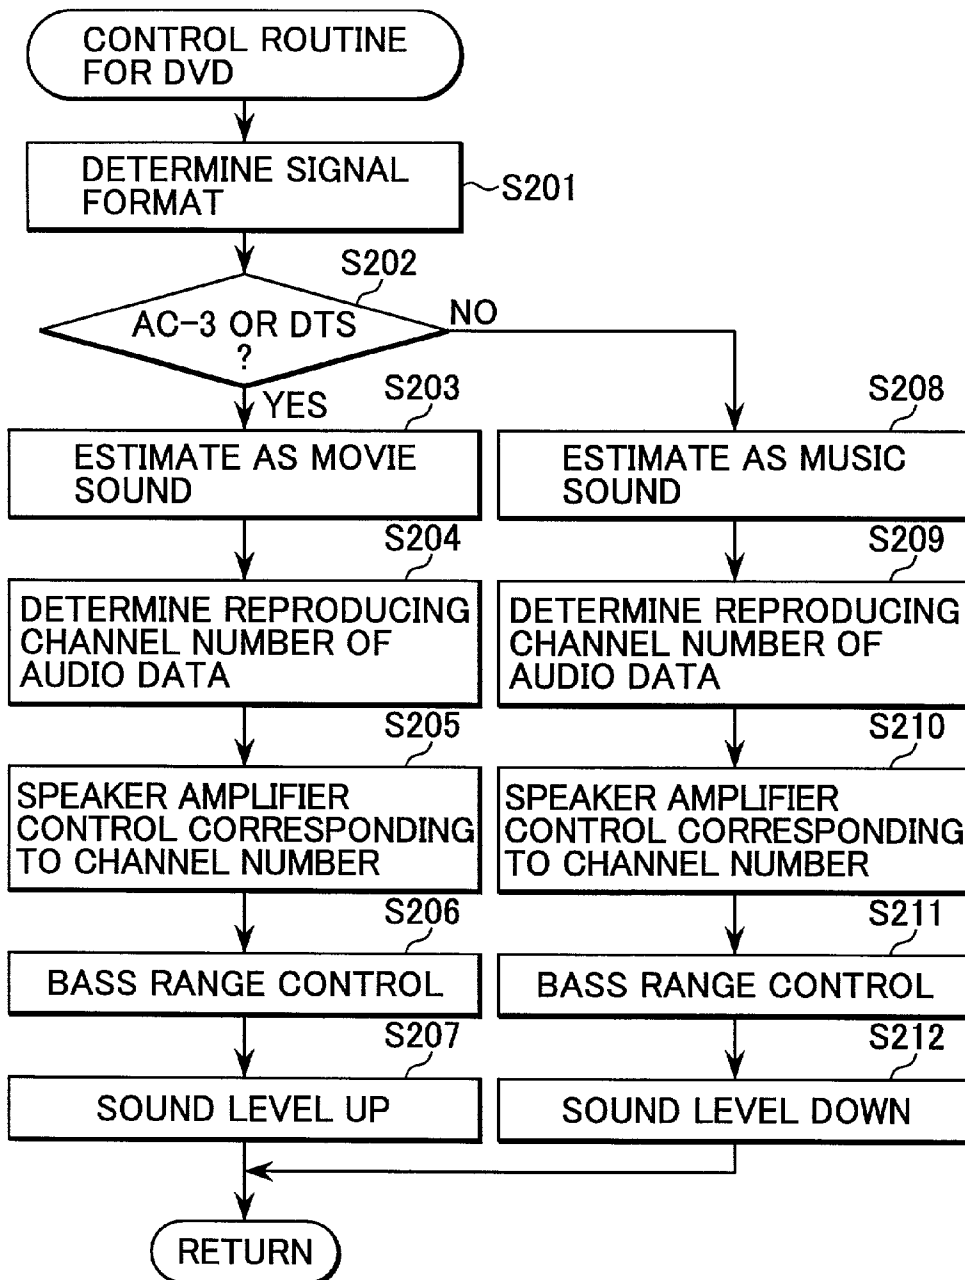 CONTROL ROUTINE
FOR DVD
DETERMINE SIGNAL
FORMAT
S201
S202
AC-3 OR DTS
?
NO
YES
S203
ESTIMATE AS MOVIE
SOUND
S204
DETERMINE REPRODUCING
CHANNEL NUMBER OF
AUDIO DATA
S205
SPEAKER AMPLIFIER
CONTROL CORRESPONDING
TO CHANNEL NUMBER
S206
BASS RANGE CONTROL
S207
SOUND LEVEL UP
S208
ESTIMATE AS MUSIC
SOUND
S209
DETERMINE REPRODUCING
CHANNEL NUMBER OF
AUDIO DATA
S210
SPEAKER AMPLIFIER
CONTROL CORRESPONDING
TO CHANNEL NUMBER
S211
BASS RANGE CONTROL
S212
SOUND LEVEL DOWN
RETURN